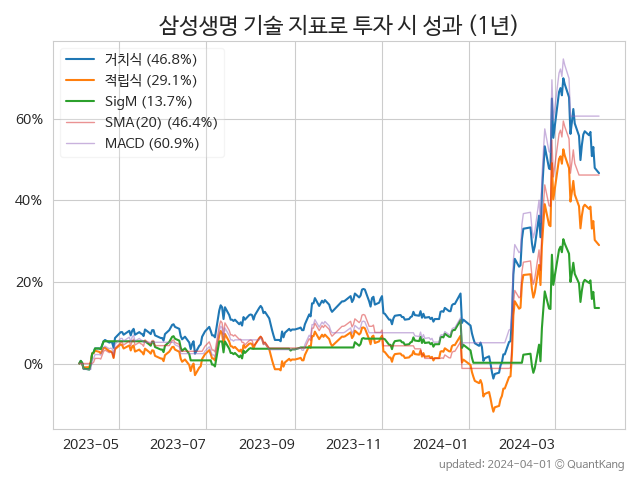 삼성생명 기술 지표로 투자 시 성과 (1년)
거치식 (46.8%)
적립식 (29.1%)
SigM (13.7%)
SMA(20) (46.4%)
MACD (60.9%)
60%
40%
20%
0%
2023-05 2023-07 2023-09 2023-11 2024-01 2024-03
updated: 2024-04-01 © QuantKang